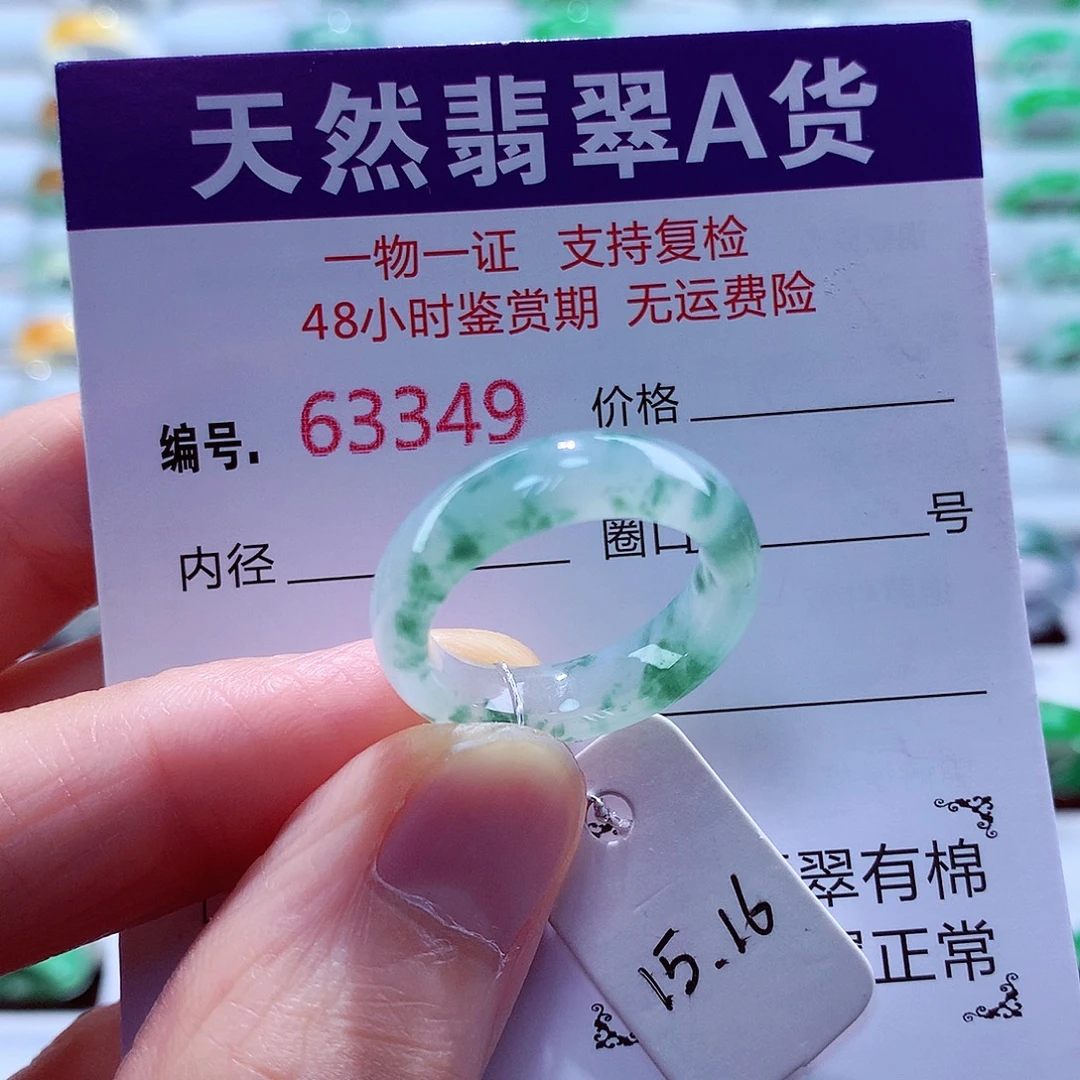 天然翡翠A货
一物一证 支持复检
48小时鉴赏期 无运费险
编号. 63349 价格
内径 圈口 号
翠有棉
正常
15.16